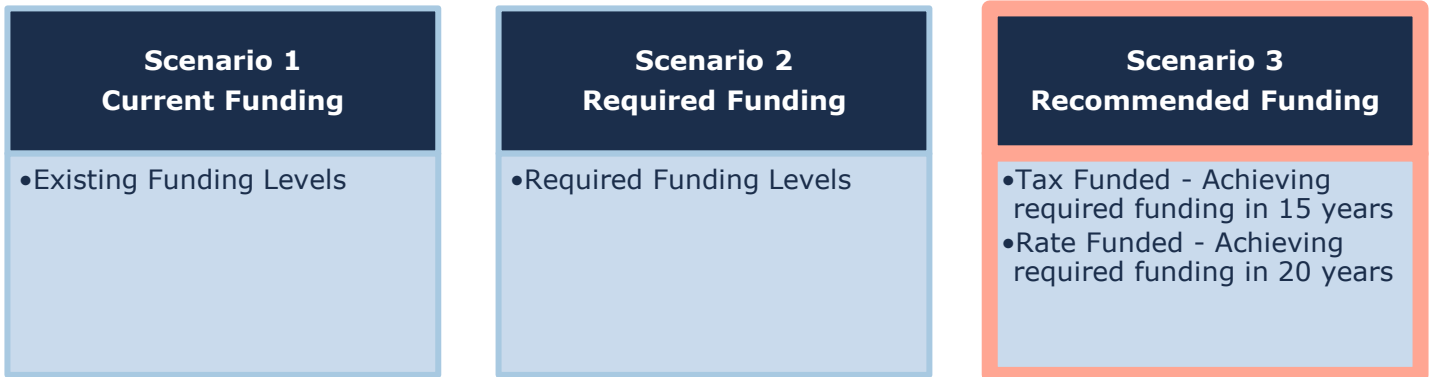 Scenario 1
Current Funding
•Existing Funding Levels
Scenario 2
Required Funding
•Required Funding Levels
Scenario 3
Recommended Funding
•Tax Funded - Achieving
required funding in 15 years
•Rate Funded - Achieving
required funding in 20 years